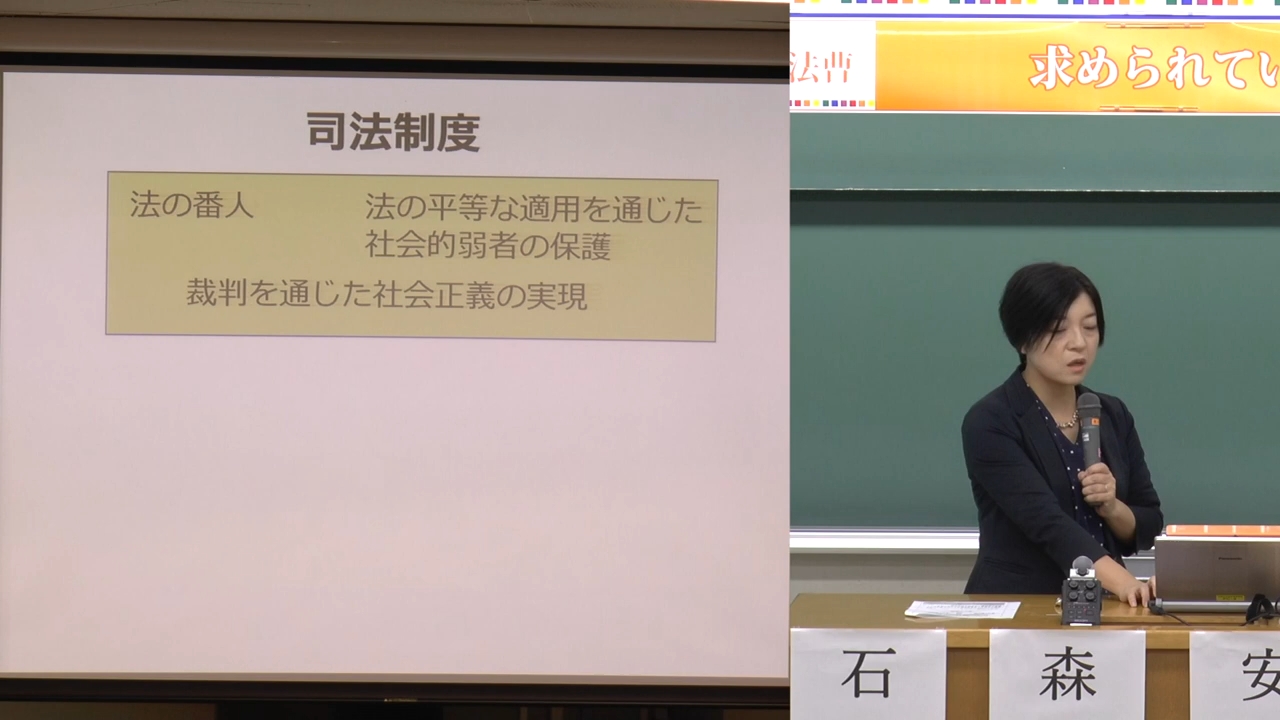 司法制度
法の番人
法の平等な適用を通じた
社会的弱者の保護
裁判を通じた社会正義の実現
法曹
求められてい
Panasonic
石
森
安